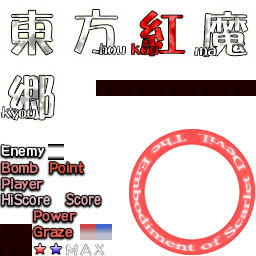 東方紅魔
hou kou ma
郷
kyou
Enemy
Bomb Point
Player
HiScore Score
Power
Graze
MAX
The Embodiment of Scarlet Devil.